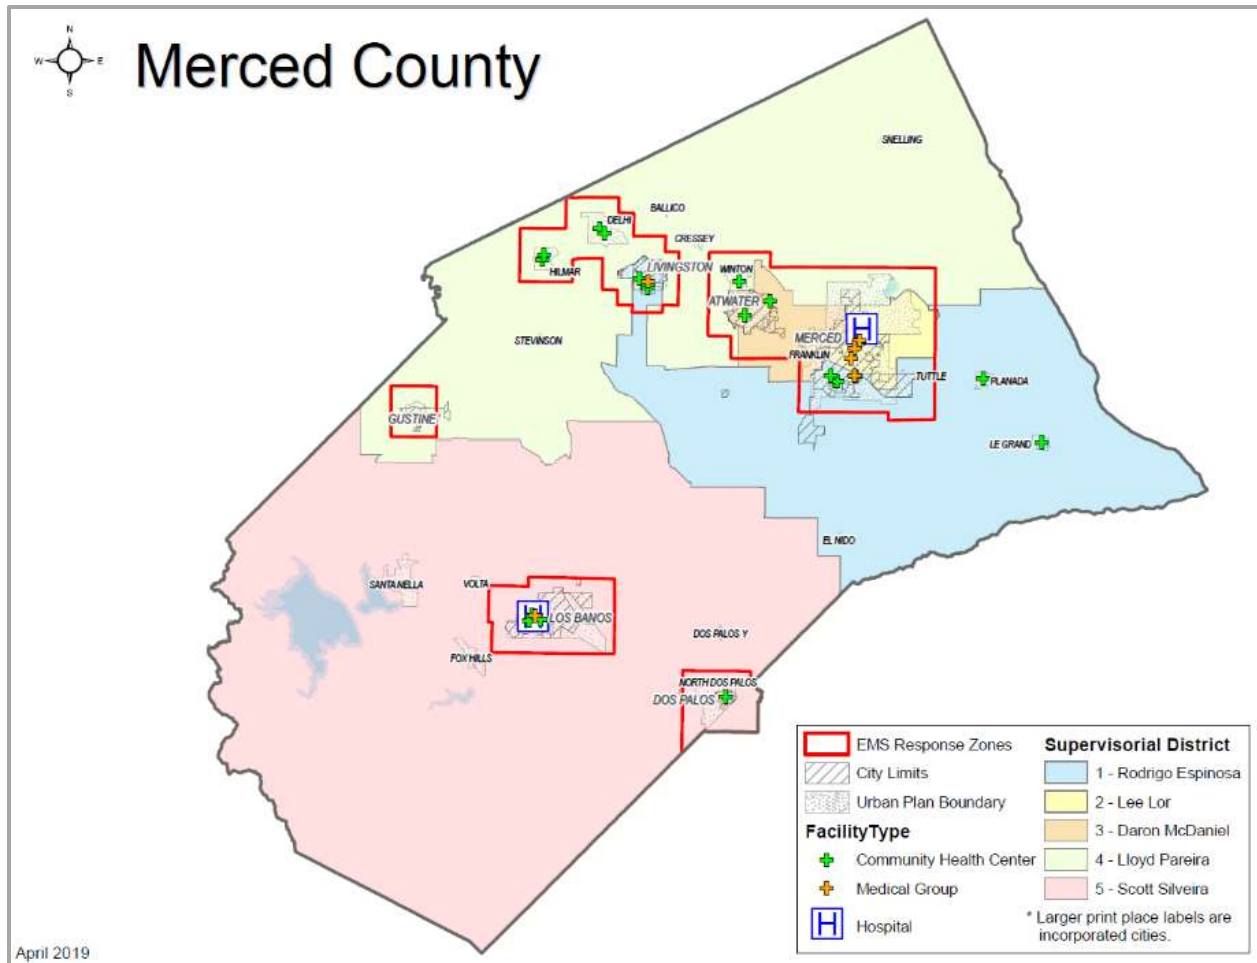 N
W E
S
Merced County
SNELLING
BALLICO
DELHI
CRESSEY
HILMAR
LIVINGSTON
WINTON
ATWATER
MERCED
STEVINSON
FRANKLIN
TUTTLE
PLANADA
GUSTINE
LE GRAND
EL NIDO
SANTA NELLA
VOLTA
H
H
LOS BANOS
DOS PALOS Y
FOX HILLS
NORTH DOS PALOS
DOS PALOS
EMS Response Zones
City Limits
Urban Plan Boundary
FacilityType
Community Health Center
Medical Group
H Hospital
Supervisorial District
1 - Rodrigo Espinosa
2 - Lee Lor
3 - Daron McDaniel
4 - Lloyd Pareira
5 - Scott Silveira
* Larger print place labels are
incorporated cities.
April 2019